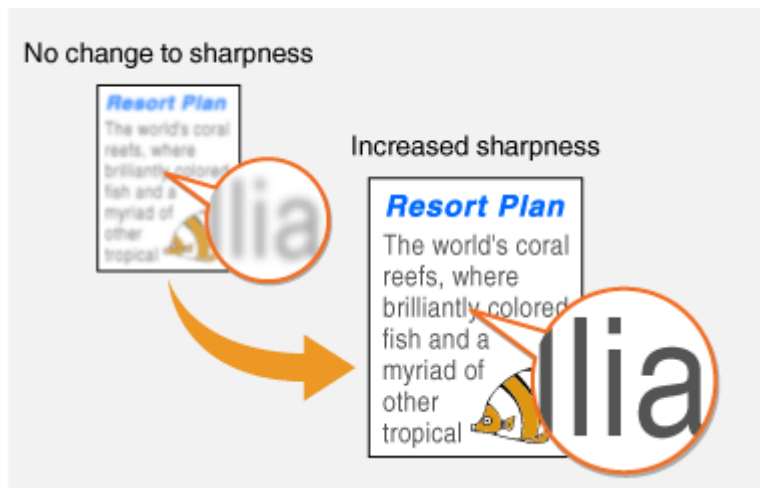 No change to sharpness
Resort Plan
The world's coral
reefs, where
brilliantly colored
fish and a
myriad of
other
tropical
llia
Increased sharpness
Resort Plan
The world's coral
reefs, where
brilliantly colored
fish and a
myriad of
other
tropical
llia